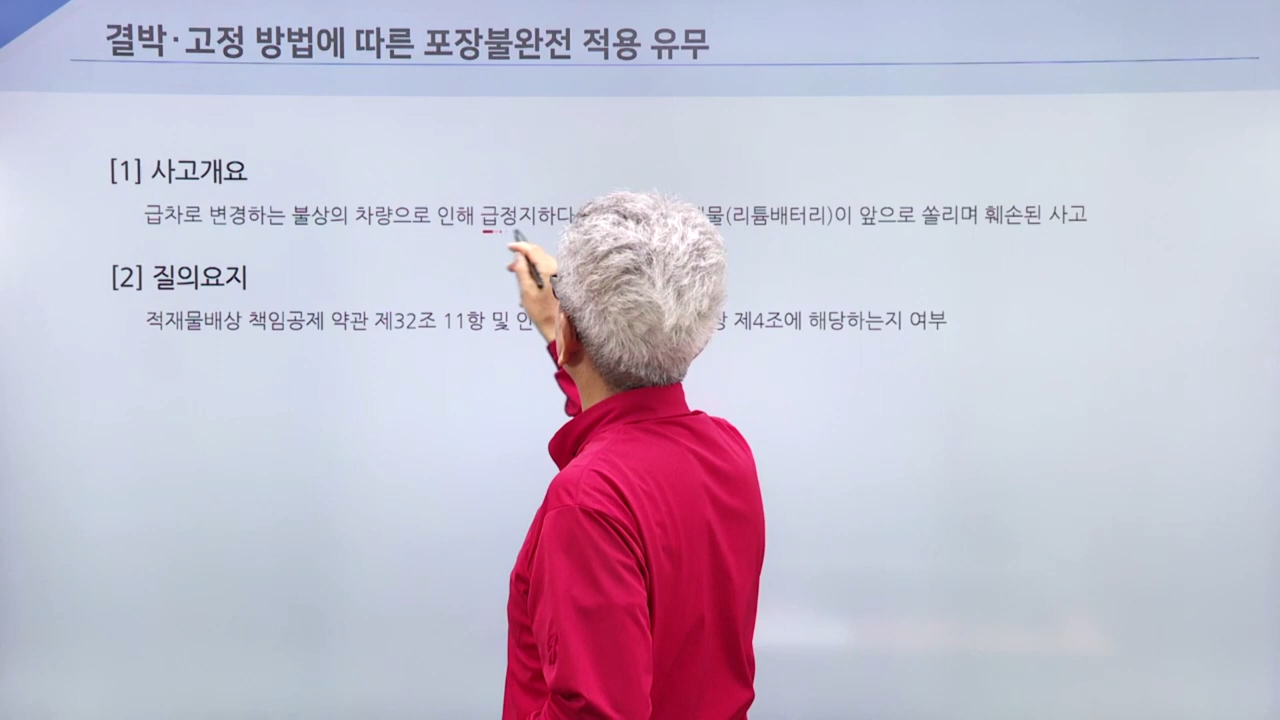 결박·고정 방법에 따른 포장불완전 적용 유무
[1] 사고개요
급차로 변경하는 불상의 차량으로 인해 급정지하다 물(리튬배터리)이 앞으로 쏠리며 훼손된 사고
[2] 질의요지
적재물배상 책임공제 약관 제32조 11항 및 제4조에 해당하는지 여부